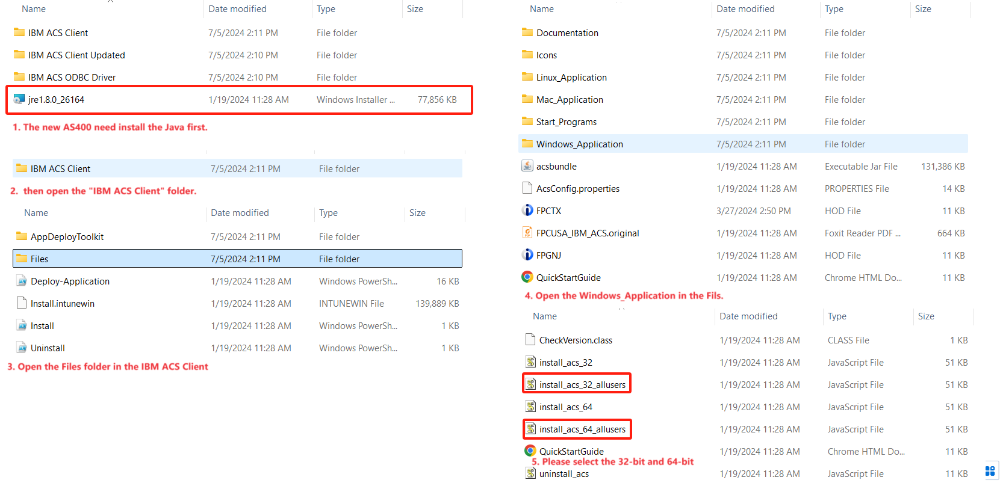 Name Date modified Type Size
IBM ACS Client 7/5/2024 2:11 PM File folder
IBM ACS Client Updated 7/5/2024 2:10 PM File folder
IBM ACS ODBC Driver 7/5/2024 2:10 PM File folder
jre1.8.0_26164 1/19/2024 11:28 AM Windows Installer ... 77,856 KB
1. The new AS400 need install the Java first.
IBM ACS Client 7/5/2024 2:11 PM File folder
2. then open the "IBM ACS Client" folder.
Name Date modified Type Size
AppDeployToolkit 7/5/2024 2:11 PM File folder
Files 7/5/2024 2:11 PM File folder
Deploy-Application 1/19/2024 11:28 AM Windows PowerSh... 16 KB
Install.intunewin 1/19/2024 11:28 AM INTUNEWIN File 139,889 KB
Install 1/19/2024 11:28 AM Windows PowerSh... 1 KB
Uninstall 1/19/2024 11:28 AM Windows PowerSh... 1 KB
3. Open the Files folder in the IBM ACS Client
Name Date modified Type Size
Documentation 7/5/2024 2:11 PM File folder
Icons 7/5/2024 2:11 PM File folder
Linux_Application 7/5/2024 2:11 PM File folder
Mac_Application 7/5/2024 2:11 PM File folder
Start_Programs 7/5/2024 2:11 PM File folder
Windows_Application 7/5/2024 2:11 PM File folder
acsbundle 1/19/2024 11:28 AM Executable Jar File 131,386 KB
AcsConfig.properties 1/19/2024 11:28 AM PROPERTIES File 14 KB
FPCTX 3/27/2024 2:50 PM HOD File 11 KB
FPCUSA_IBM_ACS.original 1/19/2024 11:28 AM Foxit Reader PDF ... 664 KB
FPGNJ 1/19/2024 11:28 AM HOD File 11 KB
QuickStartGuide 1/19/2024 11:28 AM Chrome HTML Do... 11 KB
4. Open the Windows_Application in the Fils.
Name Date modified Type Size
CheckVersion.class 1/19/2024 11:28 AM CLASS File 1 KB
install_acs_32 1/19/2024 11:28 AM JavaScript File 51 KB
install_acs_32_allusers 1/19/2024 11:28 AM JavaScript File 51 KB
install_acs_64 1/19/2024 11:28 AM JavaScript File 51 KB
install_acs_64_allusers 1/19/2024 11:28 AM JavaScript File 51 KB
QuickStartGuide 1/19/2024 11:28 AM Chrome HTML Do... 11 KB
5. Please select the 32-bit and 64-bit
uninstall_acs 1/19/2024 11:28 AM JavaScript File 11 KB